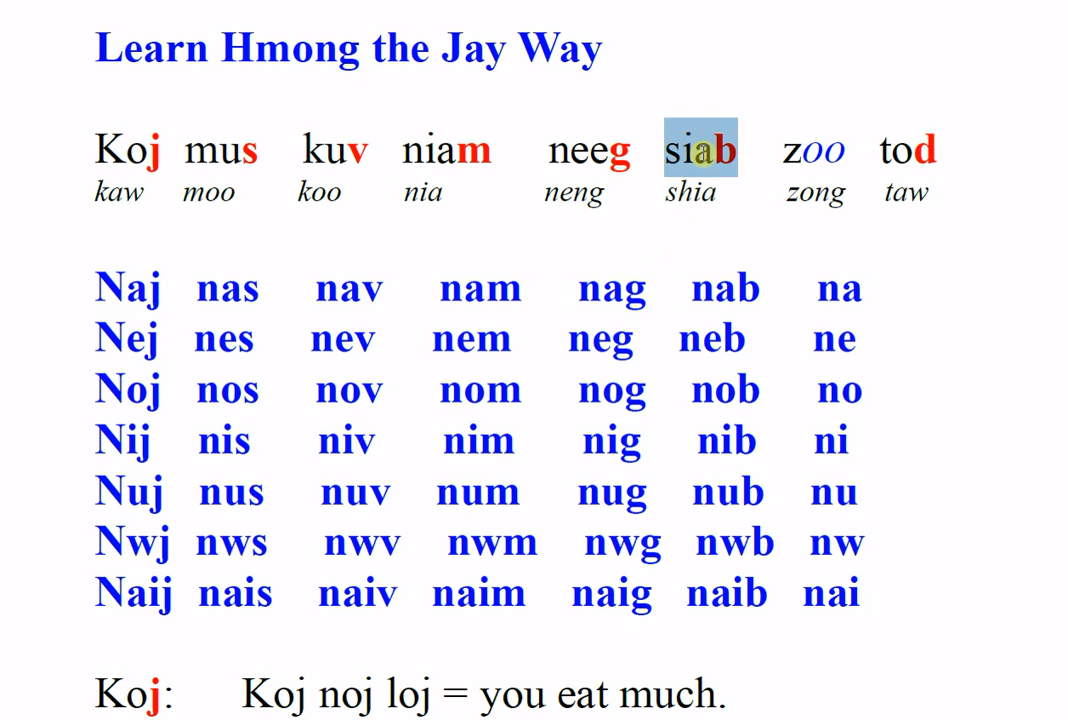 Learn Hmong the Jay Way
Koj mus kuv niam neeg siab zoo tod
kaw moo koo nia neng shia zong taw
Naj nas nav nam nag nab na
Nej nes nev nem neg neb ne
Noj nos nov nom nog nob no
Nij nis niv nim nig nib ni
Nuj nus nuv num nug nub nu
Nwj nws nwv nwm nwg nwb nw
Naij nais naiv naim naig naib nai
Koj: Koj noj loj = you eat much.